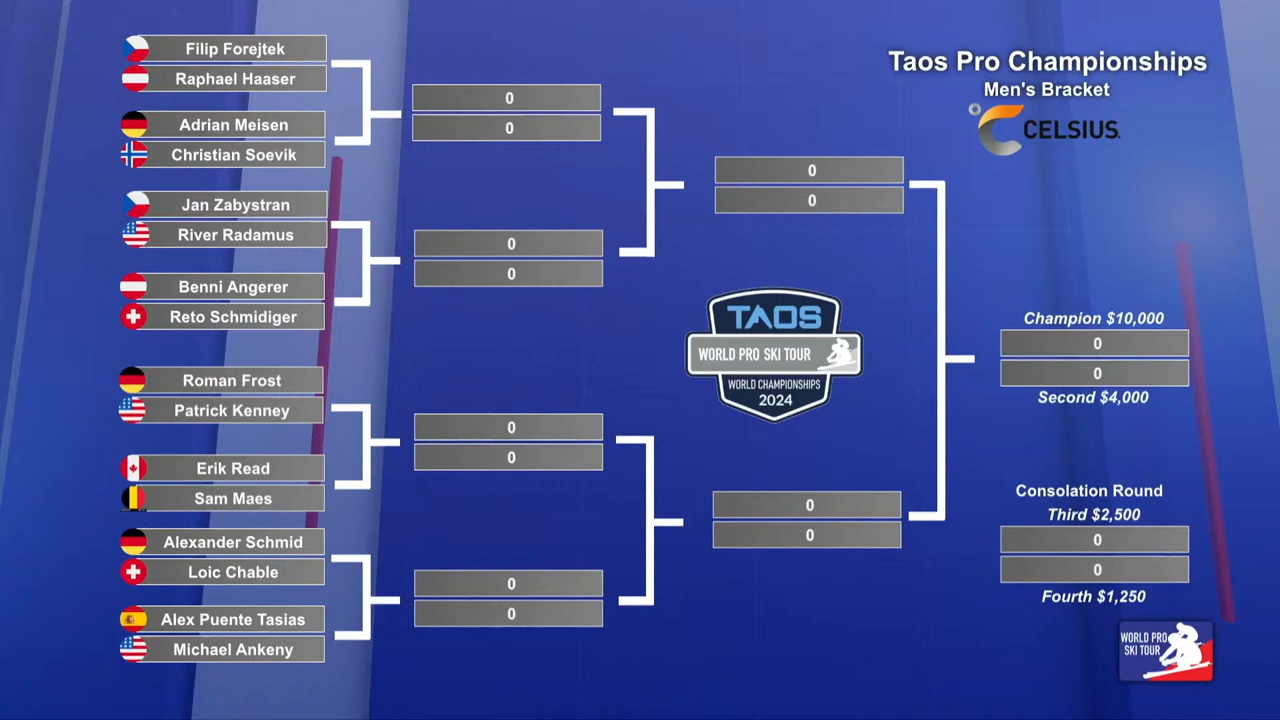 Taos Pro Championships
Men's Bracket
CELSIUS
Filip Forejtek
Raphael Haaser
Adrian Meisen
Christian Soevik
Jan Zabystran
River Radamus
Benni Angerer
Reto Schmidiger
Roman Frost
Patrick Kenney
Erik Read
Sam Maes
Alexander Schmid
Loic Chable
Alex Puente Tasias
Michael Ankeny
0
0
0
0
0
0
0
0
0
0
0
0
TAOS
WORLD PRO SKI TOUR
WORLD CHAMPIONSHIPS
2024
Champion $10,000
0
0
Second $4,000
Consolation Round
Third $2,500
0
0
Fourth $1,250
WORLD PRO
SKI TOUR